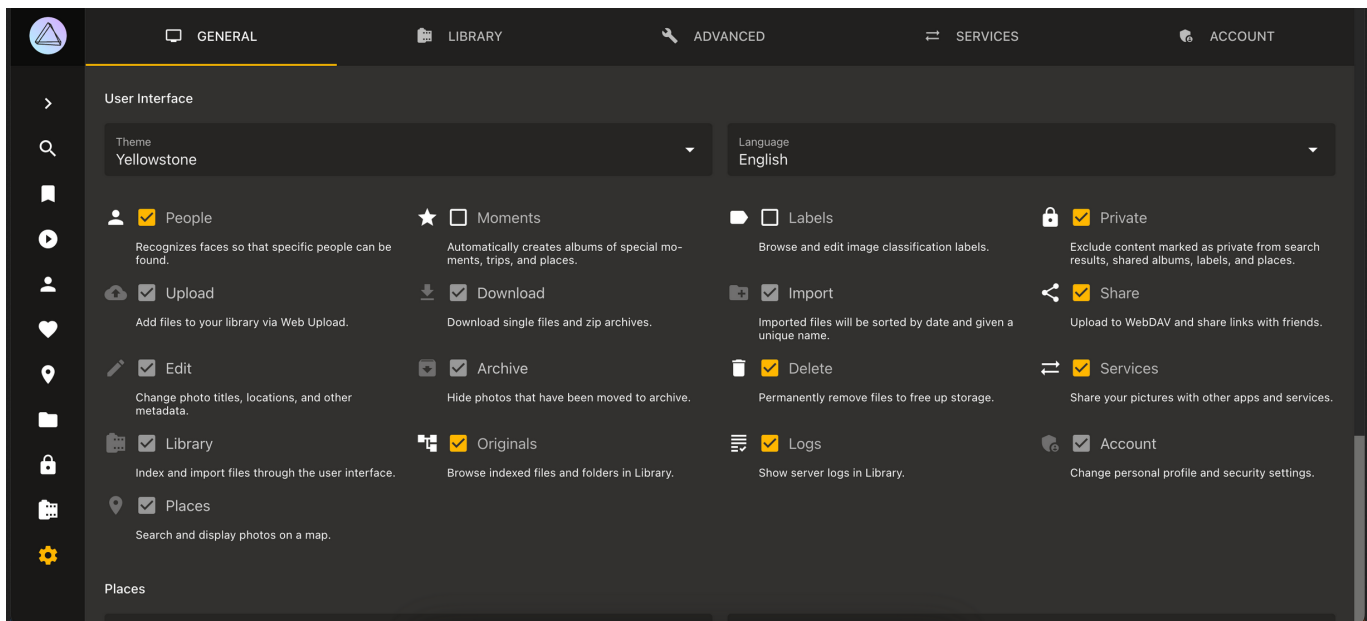 GENERAL
LIBRARY
ADVANCED
SERVICES
ACCOUNT
User Interface
Theme
Yellowstone
Language
English
People
Recognizes faces so that specific people can be
found.
Moments
Automatically creates albums of special mo-
ments, trips, and places.
Labels
Browse and edit image classification labels.
Private
Exclude content marked as private from search
results, shared albums, labels, and places.
Upload
Add files to your library via Web Upload.
Download
Download single files and zip archives.
Import
Imported files will be sorted by date and given a
unique name.
Share
Upload to WebDAV and share links with friends.
Edit
Change photo titles, locations, and other
metadata.
Archive
Hide photos that have been moved to archive.
Delete
Permanently remove files to free up storage.
Services
Share your pictures with other apps and services.
Library
Index and import files through the user interface.
Originals
Browse indexed files and folders in Library.
Logs
Show server logs in Library.
Account
Change personal profile and security settings.
Places
Search and display photos on a map.
Places